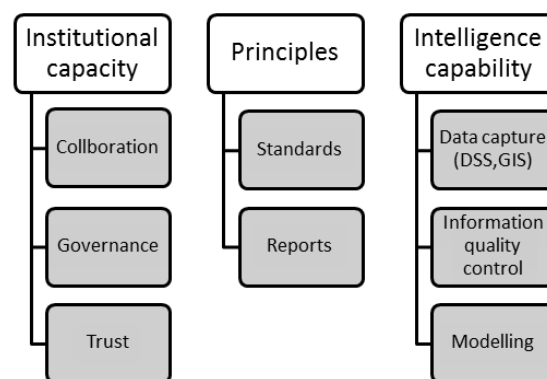 Institutional
capacity
Collboration
Governance
Trust
Principles
Standards
Reports
Intelligence
capability
Data capture
(DSS,GIS)
Information
quality
control
Modelling